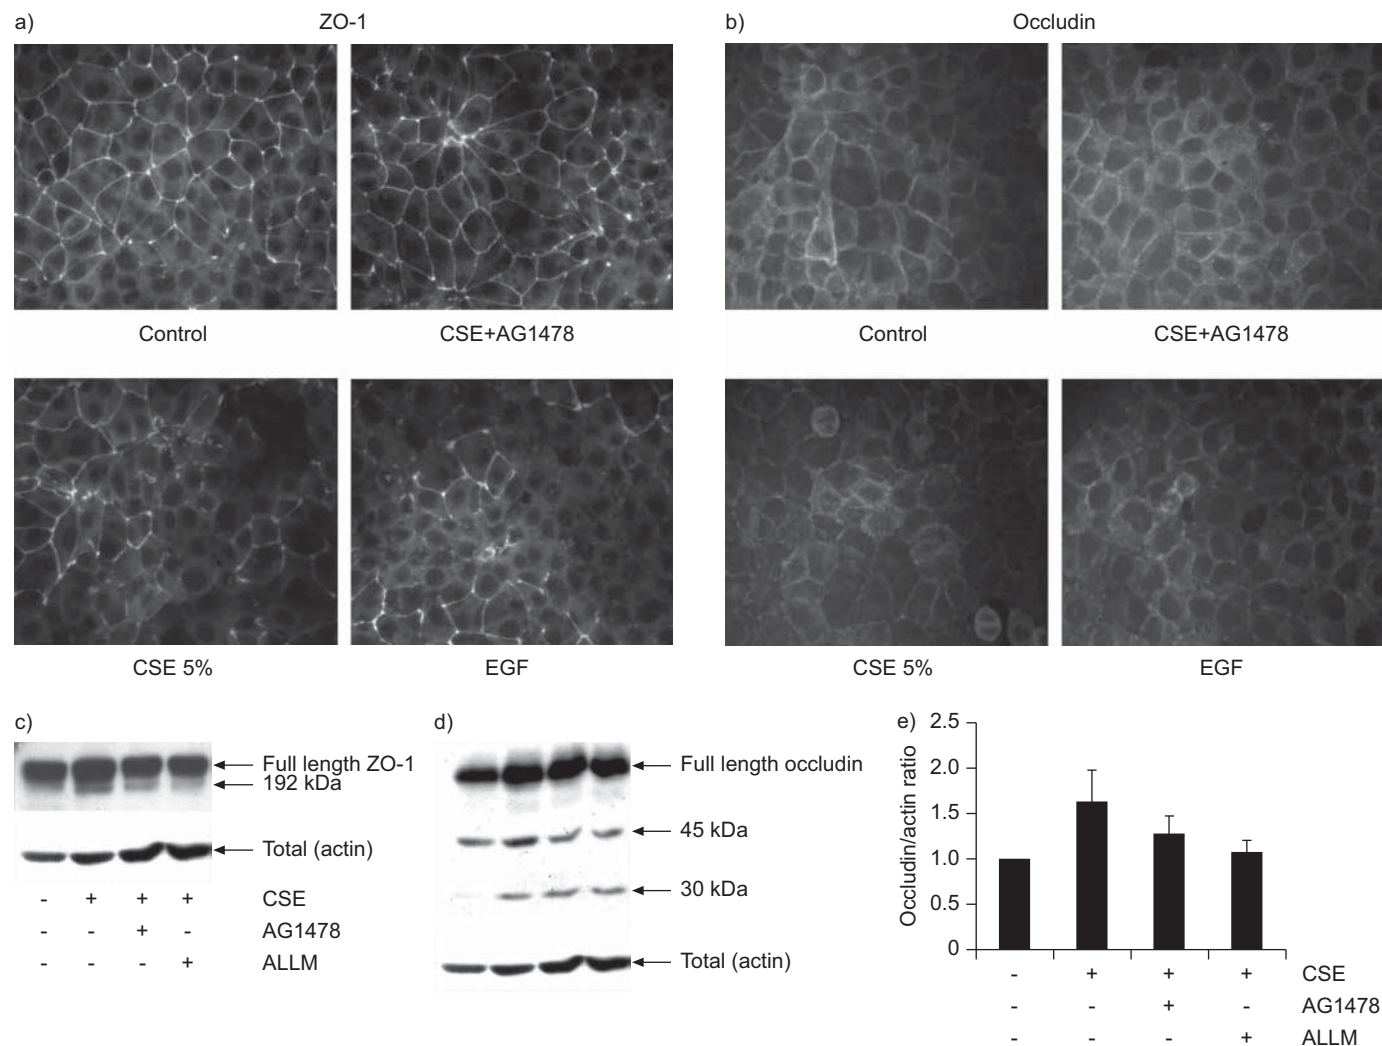 a) ZO-1
b) Occludin
Control CSE+AG1478
Control CSE+AG1478
CSE 5% EGF
CSE 5% EGF
c)
Full length ZO-1
192 kDa
Total (actin)
- + + + CSE
- - + - AG1478
- - - + ALLM
d)
Full length occludin
45 kDa
30 kDa
Total (actin)
e)
Occludin/actin ratio
2.5
2.0
1.5
1.0
0.5
0
- + + + CSE
- - + - AG1478
- - - + ALLM